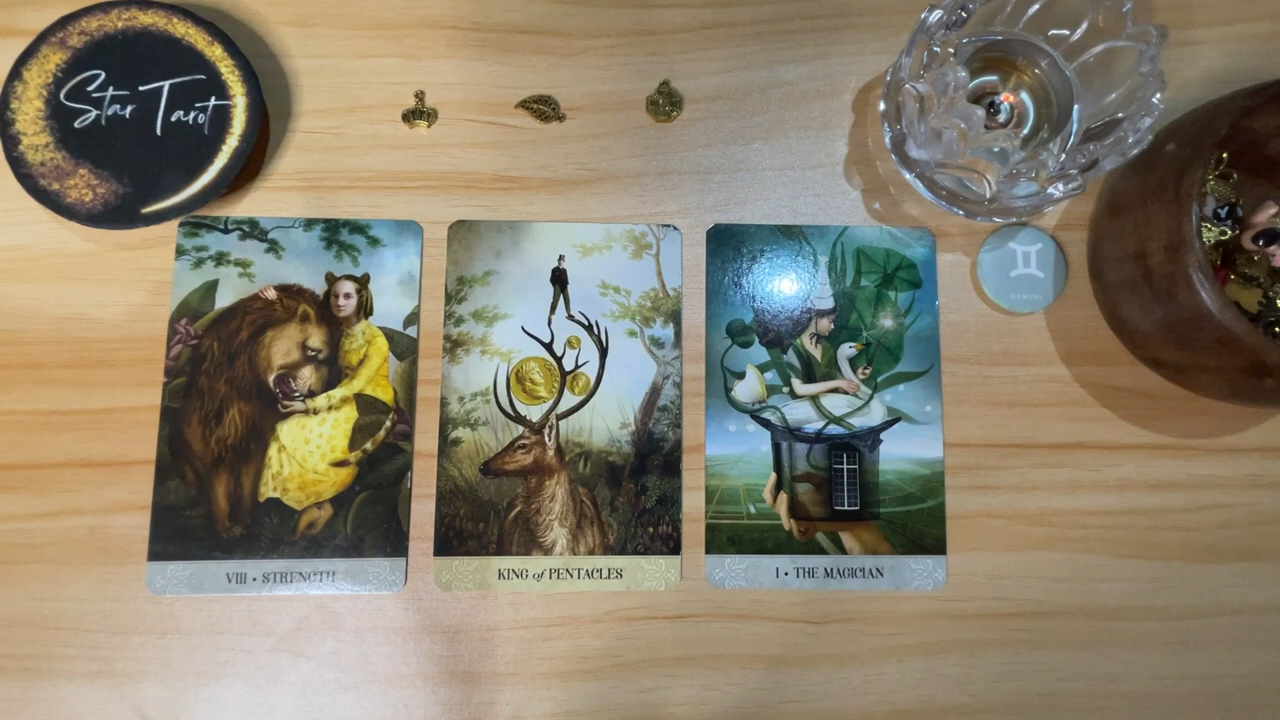 Star Tarot
VIII • STRENGTH
KING of PENTACLES
I • THE MAGICIAN